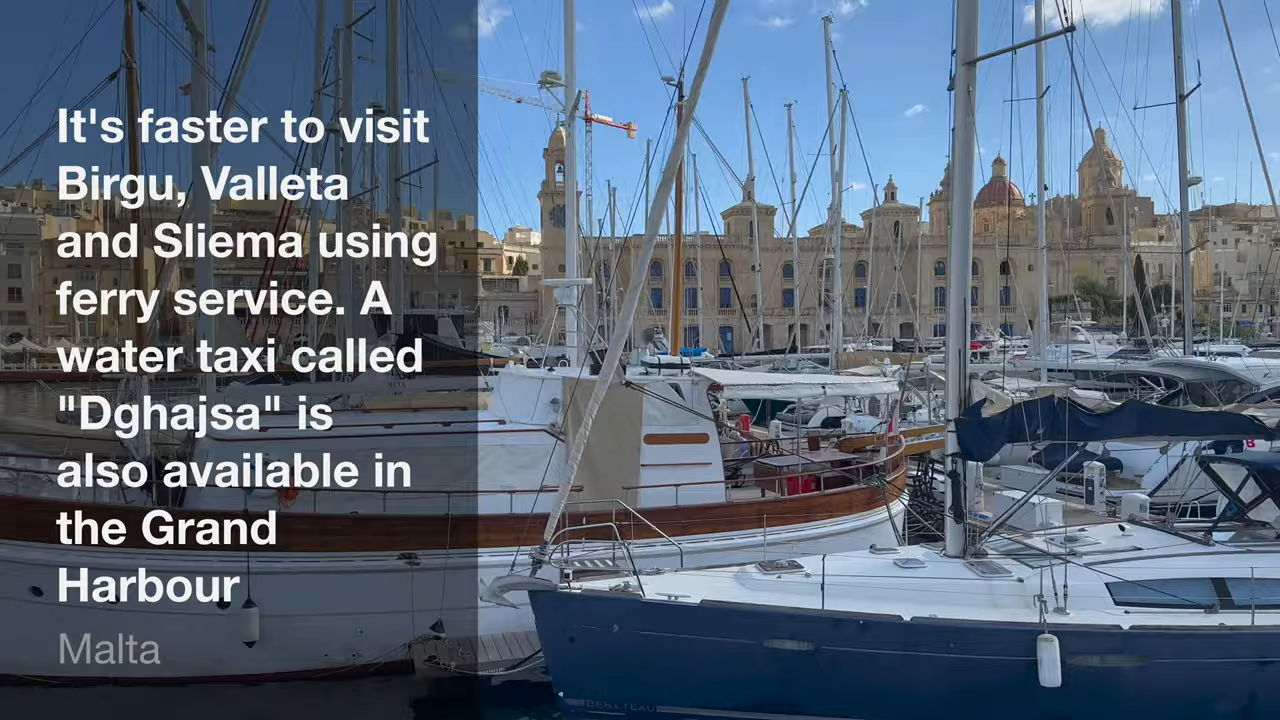 It's faster to visit
Birgu, Valleta
and Sliema using
ferry service. A
water taxi called
"Dghajsa" is
also available in
the Grand
Harbour
Malta
BENETEAU